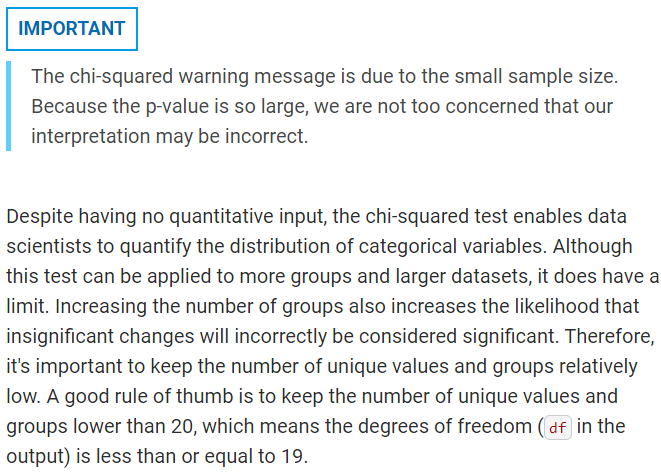 IMPORTANT
The chi-squared warning message is due to the small sample size.
Because the p-value is so large, we are not too concerned that our
interpretation may be incorrect.
Despite having no quantitative input, the chi-squared test enables data
scientists to quantify the distribution of categorical variables. Although
this test can be applied to more groups and larger datasets, it does have a
limit. Increasing the number of groups also increases the likelihood that
insignificant changes will incorrectly be considered significant. Therefore,
it's important to keep the number of unique values and groups relatively
low. A good rule of thumb is to keep the number of unique values and
groups lower than 20, which means the degrees of freedom (df in the
output) is less than or equal to 19.